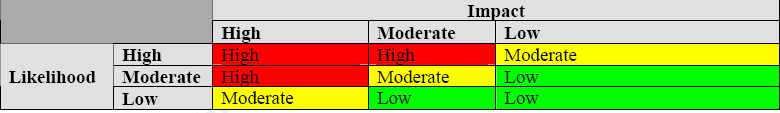 Impact
High Moderate Low
High High High Moderate
Likelihood Moderate High Moderate Low
Low Moderate Low Low